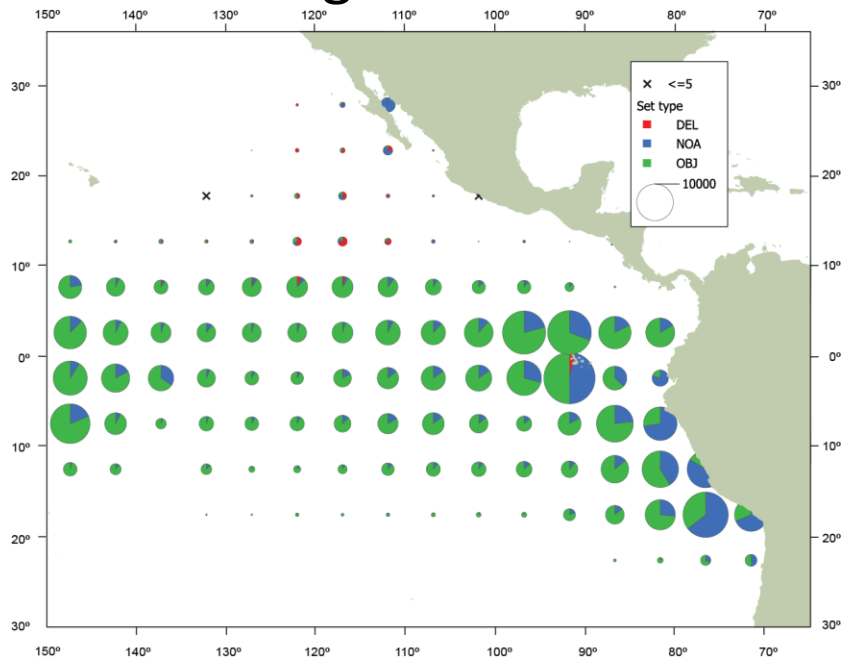 g
140º 130º 120º 110º 100º 90º 80º 70º
30º 30º
× <=5
Set type
DEL
NOA
OBJ
10000
20º 20º
10º 10º
0º 0º
10º 10º
20º 20º
30º 30º
150º 140º 130º 120º 110º 100º 90º 80º 70º